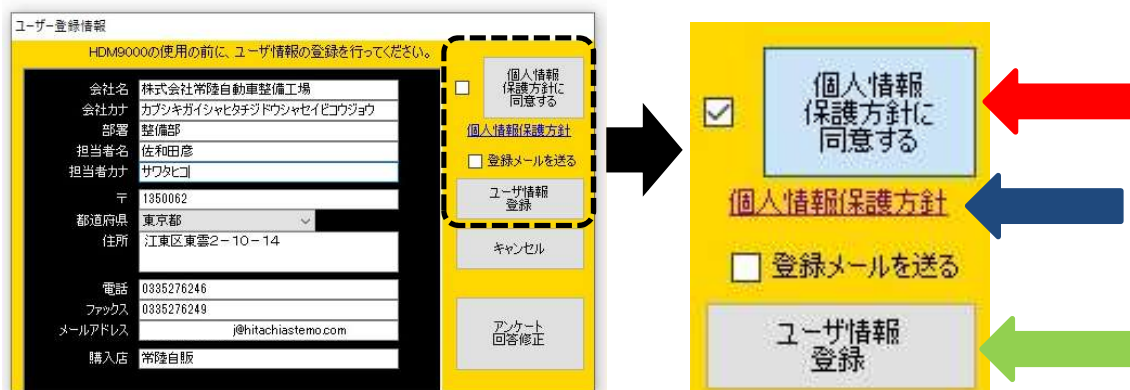 ユーザー登録情報
HDM9000の使用の前に、ユーザ情報の登録を行ってください。
会社名 株式会社常陸自動車整備工場
会社カナ カブシキガイシャヒタチジドウシャセイビコウジョウ
部署 整備部
担当者名 佐和田彦
担当者カナ サワタヒコ
〒 1350062
都道府県 東京都
住所 江東区東雲2-10-14
電話 0335276246
ファックス 0335276249
メールアドレス j@hitachiastemo.com
購入店 常陸自販
個人情報
保護方針に
同意する
個人情報保護方針
登録メールを送る
ユーザ情報
登録
キャンセル
アンケート
回答修正
個人情報
保護方針に
同意する
個人情報保護方針
登録メールを送る
ユーザ情報
登録